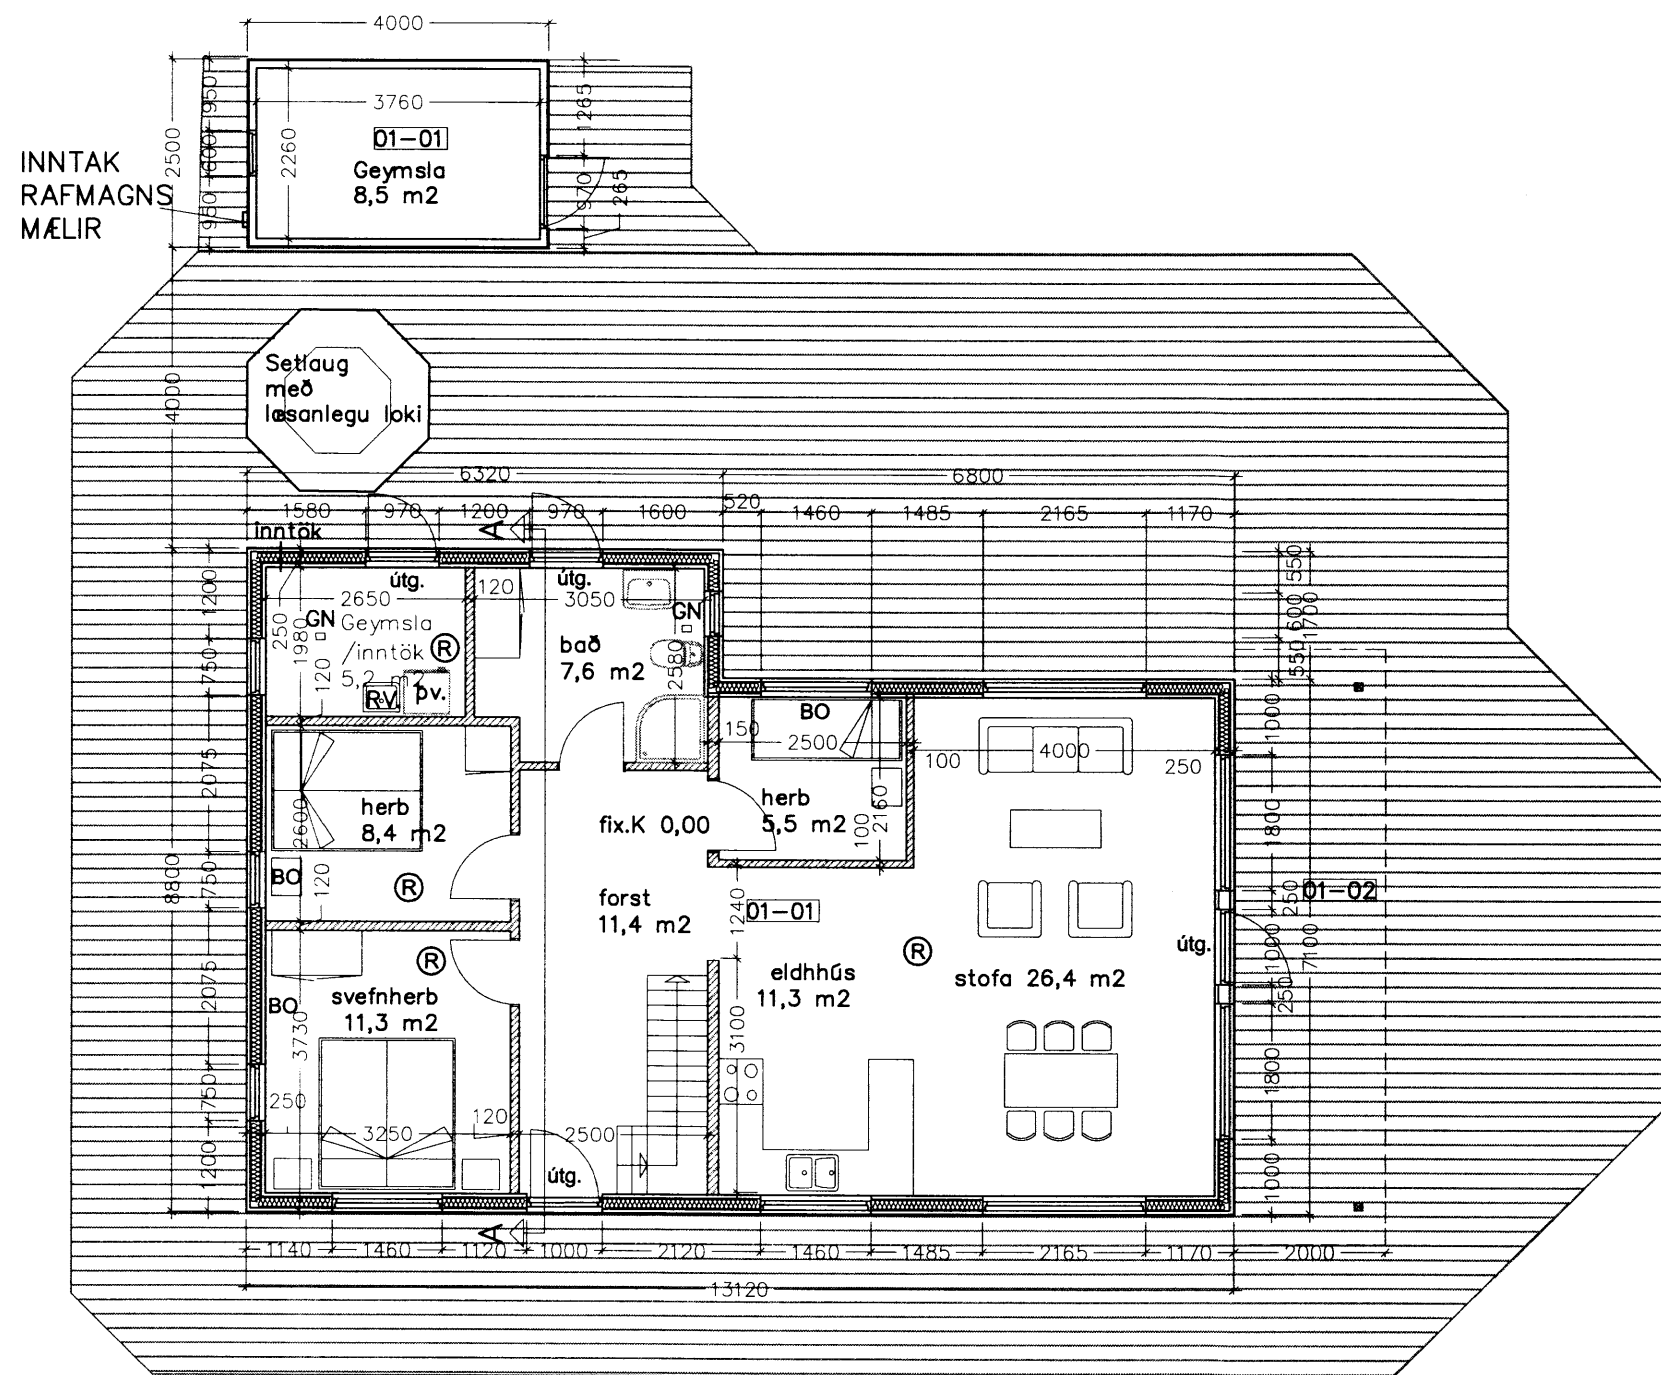 4000
3760
2260
01-01
Geymsla
8,5 m2
950
600
950
2500
1265
970
265
INNTAK
RAFMAGNS
MÆLIR
Setlaug
með
læsanlegu loki
4000
6320
6800
1580
970
1200
970
1600
520
1460
1485
2165
1170
A
inntök
útg.
útg.
2650
120
3050
GN
Geymsla
/inntök
5,2 m2
R
RV.
þv.
250
1980
120
bað
7,6 m2
GN
2580
550
600
550
1700
1200
750
2075
750
2075
750
1200
8800
BO
150
2500
100
4000
250
herb
5,5 m2
2160
100
herb
8,4 m2
2600
BO
120
R
fix.K 0,00
forst
11,4 m2
1240
01-01
R
eldhhús
11,3 m2
stofa 26,4 m2
útg.
01-02
1000
1800
250
1000
250
1800
1000
7100
R
svefnherb
11,3 m2
BO
3730
3100
250
3250
120
2500
útg.
A
1140
1460
1120
1000
2120
1460
1485
2165
1170
2000
13120